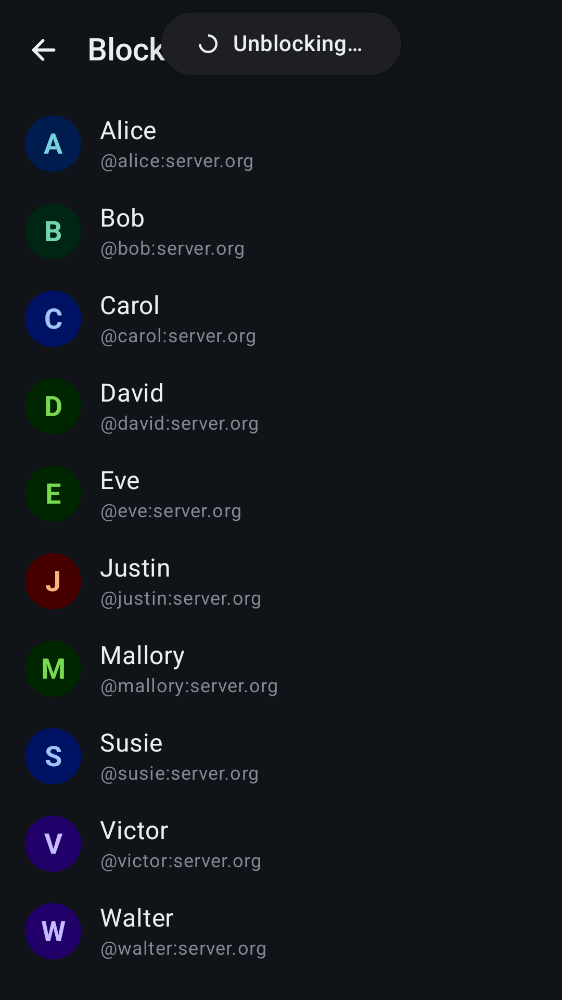 Block
Unblocking…
A
Alice
@alice:server.org
B
Bob
@bob:server.org
C
Carol
@carol:server.org
D
David
@david:server.org
E
Eve
@eve:server.org
J
Justin
@justin:server.org
M
Mallory
@mallory:server.org
S
Susie
@susie:server.org
V
Victor
@victor:server.org
W
Walter
@walter:server.org